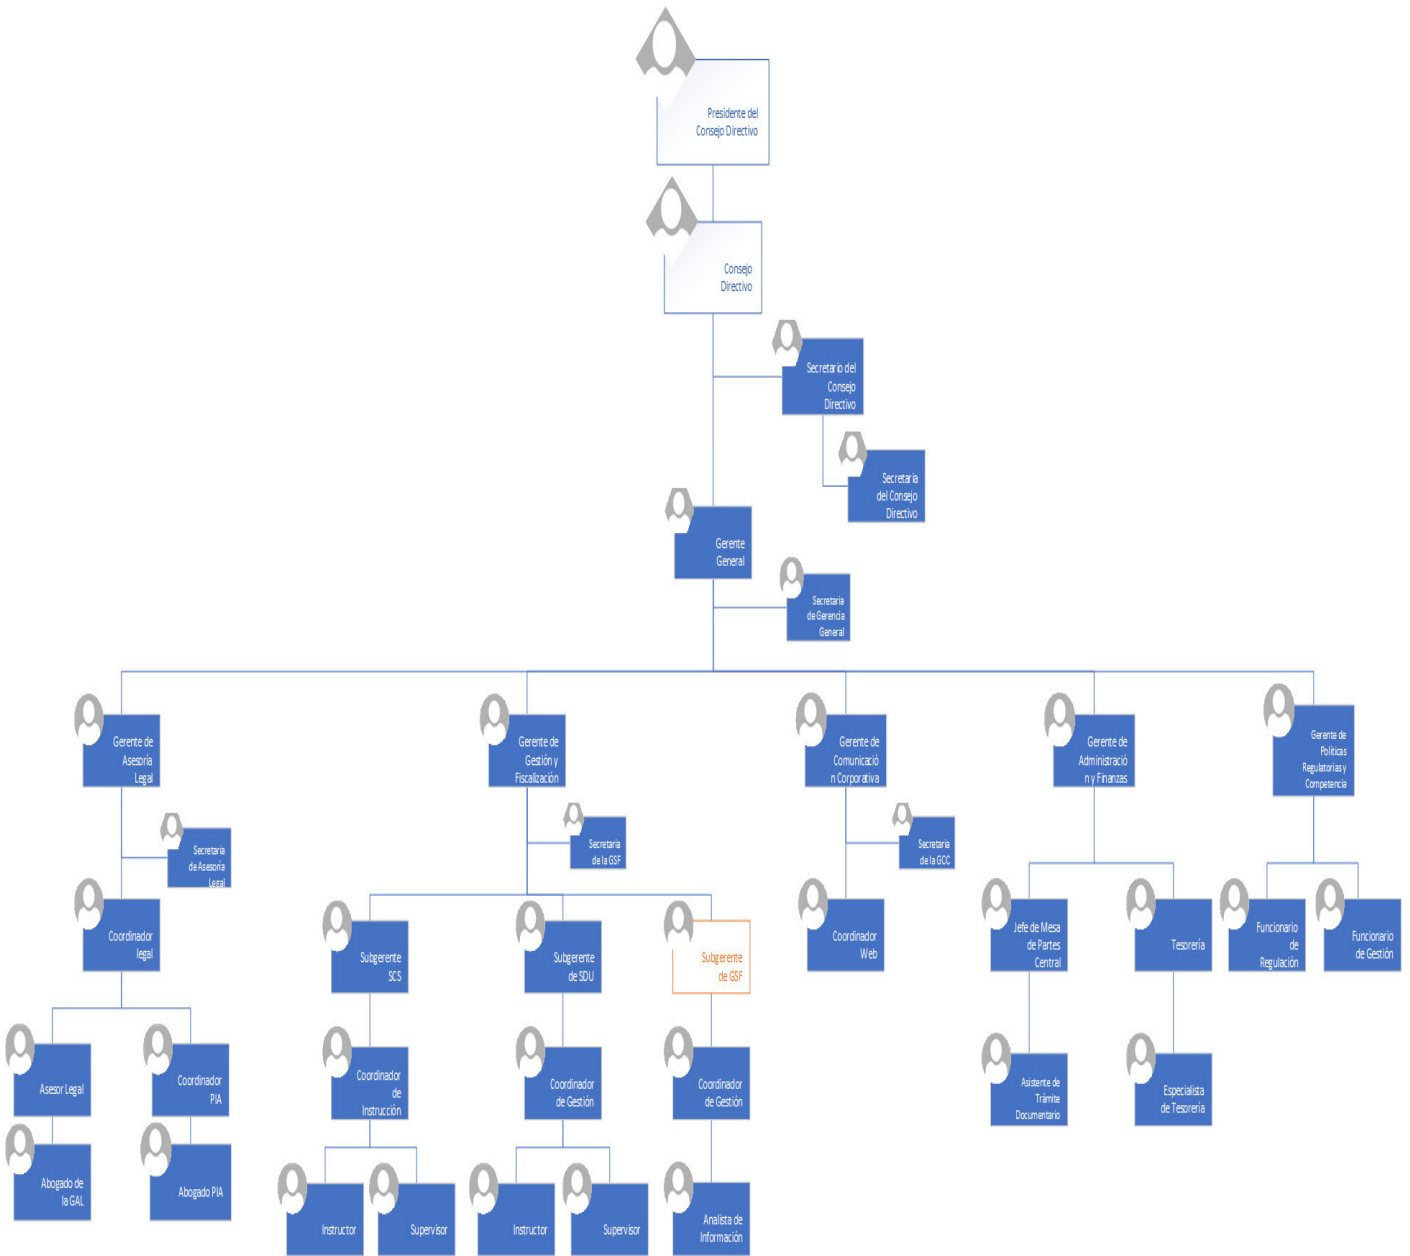 Presidente del
Consejo Directivo
Consejo
Directivo
Secretario del
Consejo
Directivo
Secretaria
del Consejo
Directivo
Gerente
General
Secretaria
de Gerencia
General
Gerente de
Asesoria
Legal
Gerente de
Gestión y
Fiscalización
Gerente de
Comunicació
n Corporativa
Gerente de
Administració
n y Finanzas
Gerente de
Políticas
Regulatorias y
Competencia
Secretaria
de Asesoria
Legal
Secretaria
de la GSF
Secretaria
de la GCC
Coordinador
legal
Subgerente
SCS
Subgerente
de SDU
Subgerente
de GSF
Coordinador
Web
Jefe de Mesa
de Partes
Central
Tesorería
Funcionario
de
Regulación
Funcionario
de Gestión
Asesor Legal
Coordinador
PIA
Coordinador
de
Instrucción
Coordinador
de Gestión
Coordinador
de Gestión
Asistente de
Trámite
Documentario
Especialista
de Tesorería
Abogado de
la GAL
Abogado PIA
Instructor
Supervisor
Instructor
Supervisor
Analista de
Información